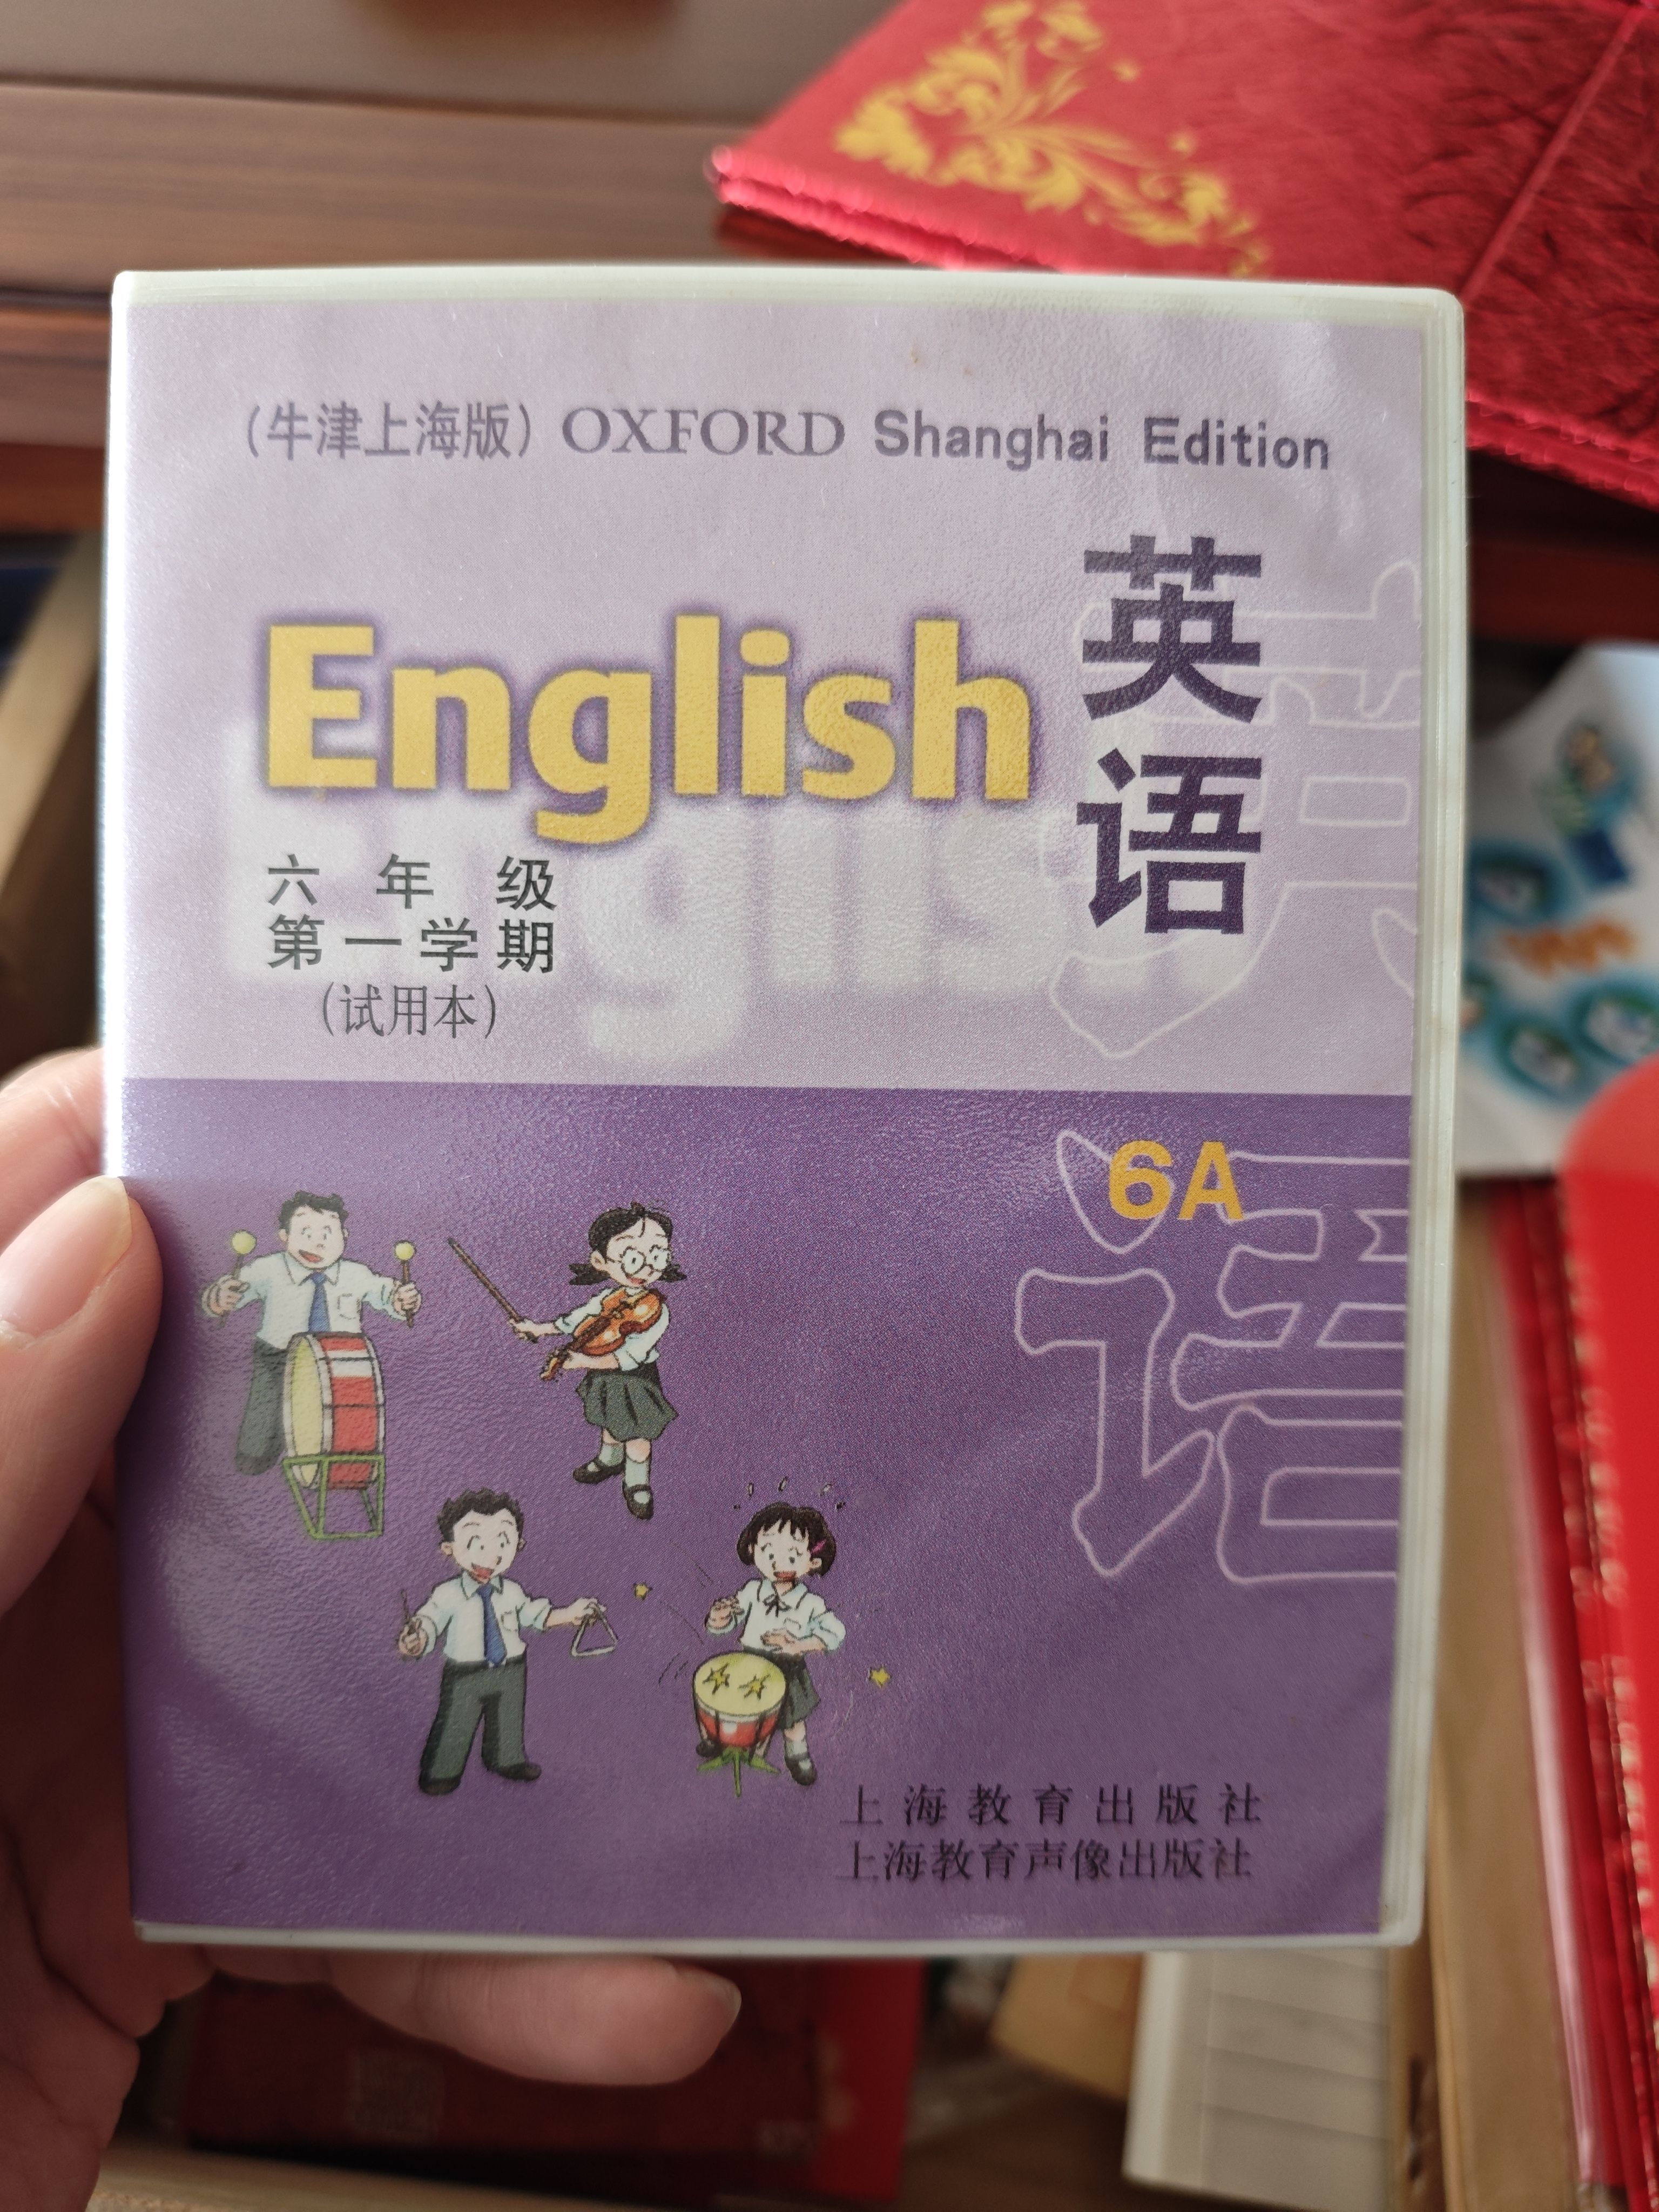 (牛津上海版) OXFORD Shanghai Edition
English
英语
六年级
第一学期
(试用本)
6A
上海教育出版社
上海教育声像出版社